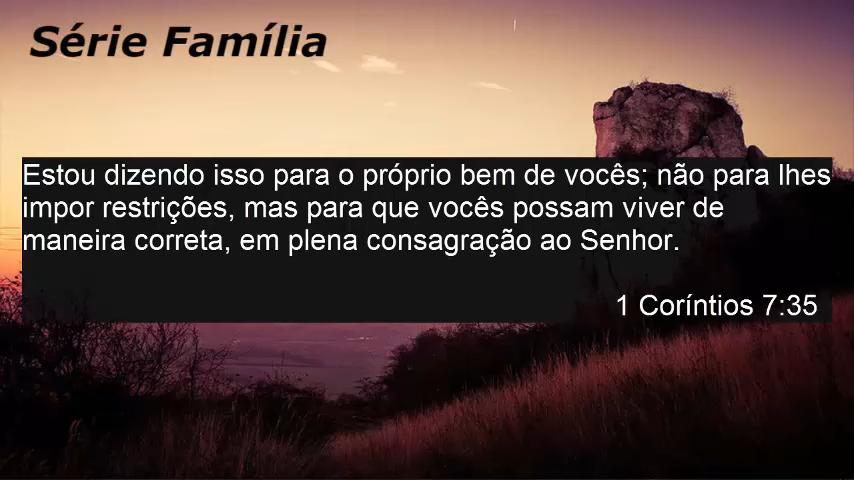 Série Família
Estou dizendo isso para o próprio bem de vocês; não para lhes
impor restrições, mas para que vocês possam viver de
maneira correta, em plena consagração ao Senhor.
1 Coríntios 7:35